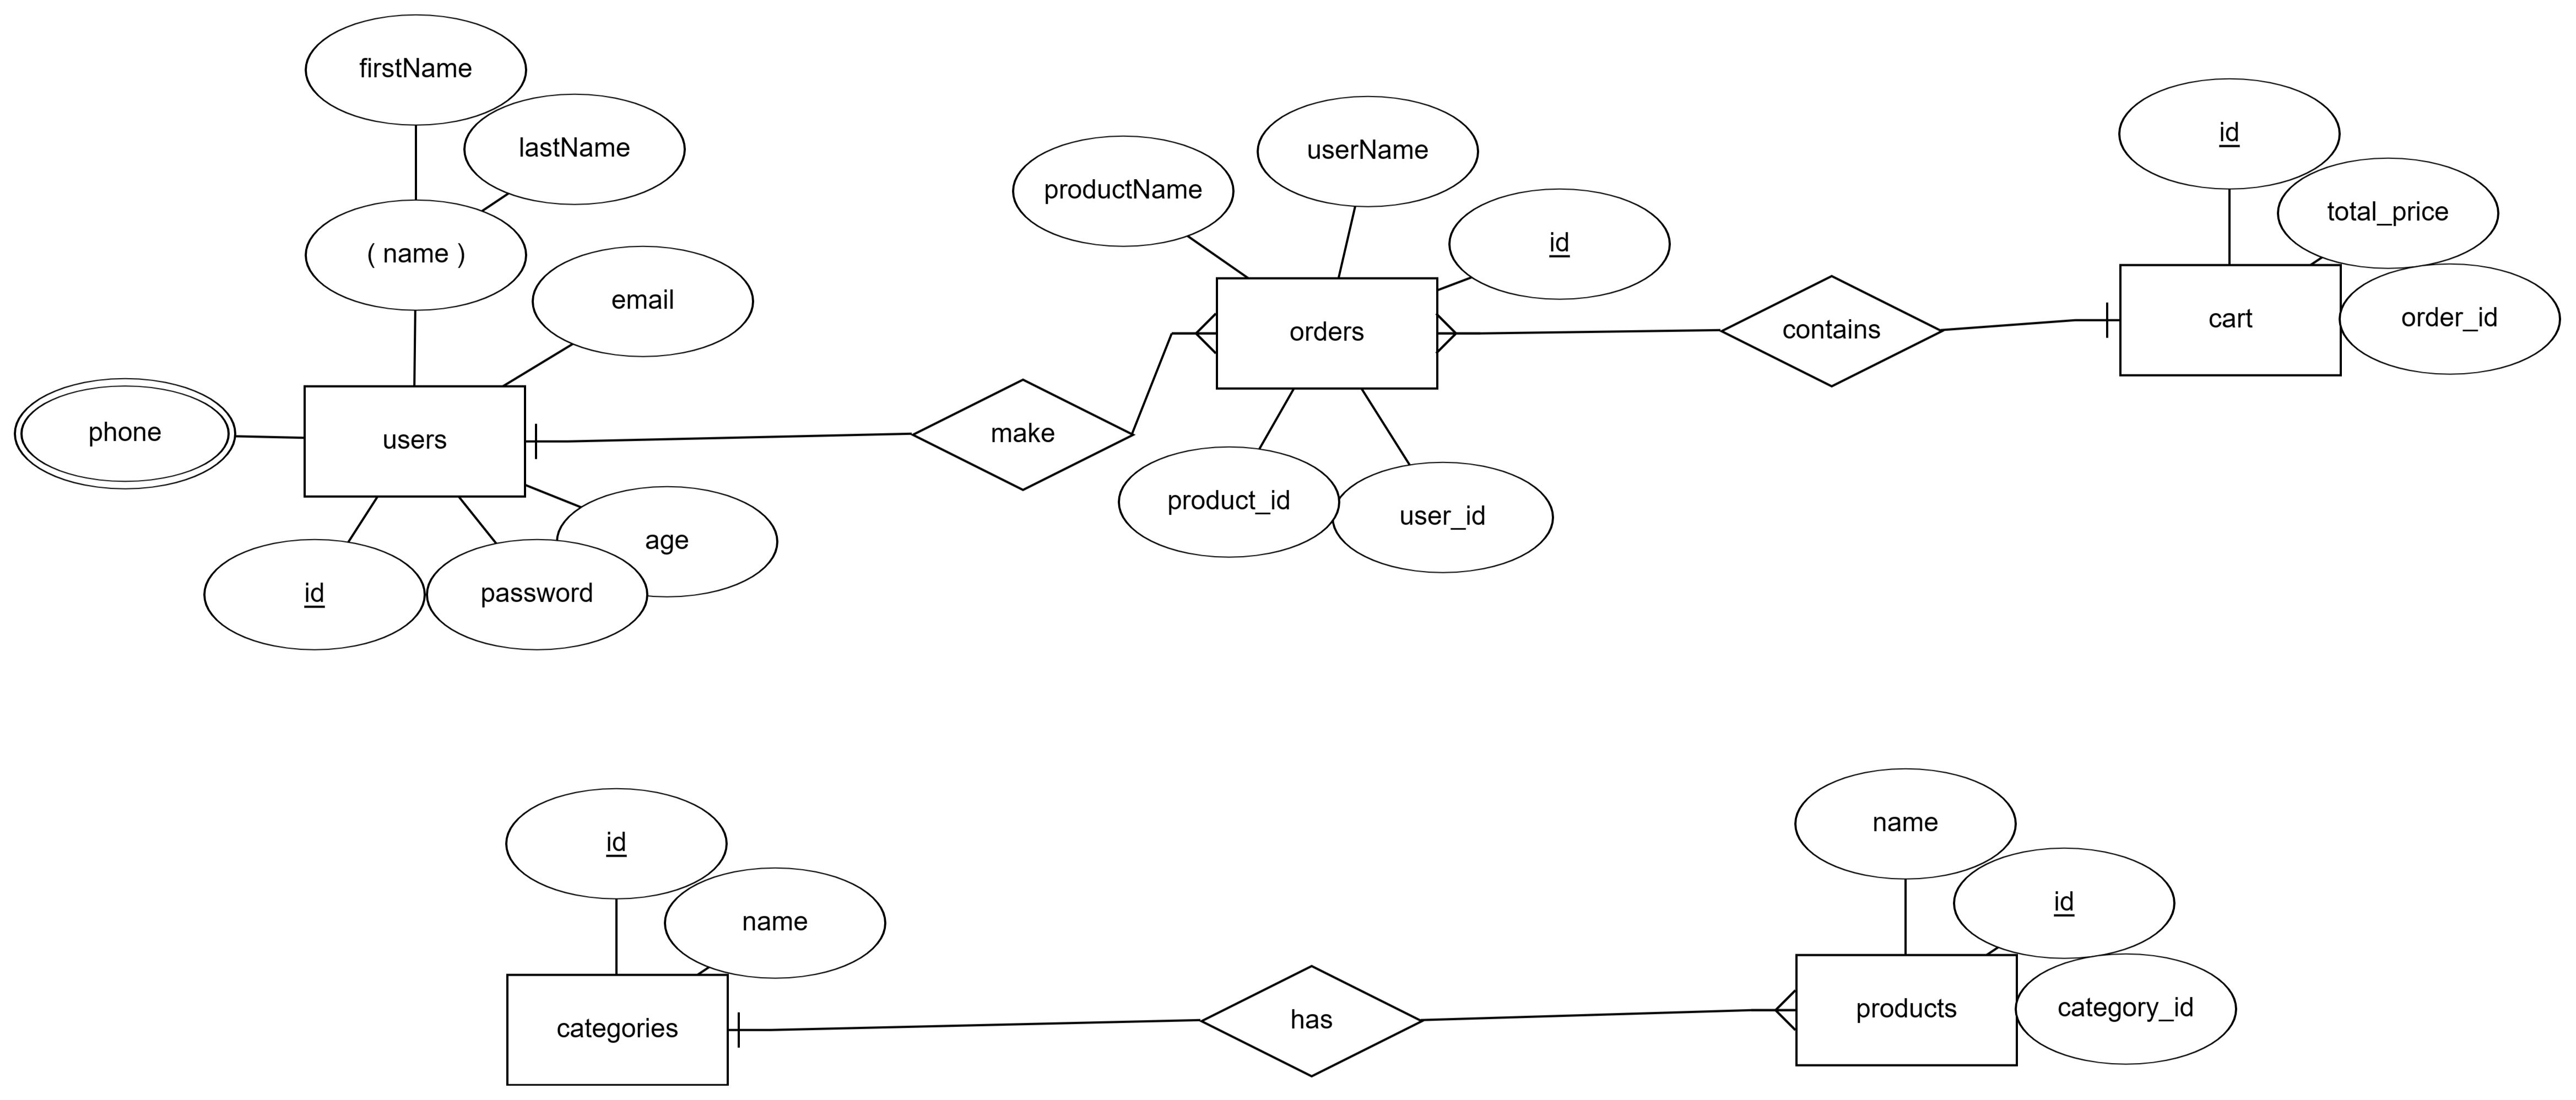 firstName
lastName
( name )
email
phone
users
id
password
age
make
productName
userName
id
orders
product_id
user_id
contains
id
total_price
cart
order_id
id
name
categories
has
name
id
products
category_id